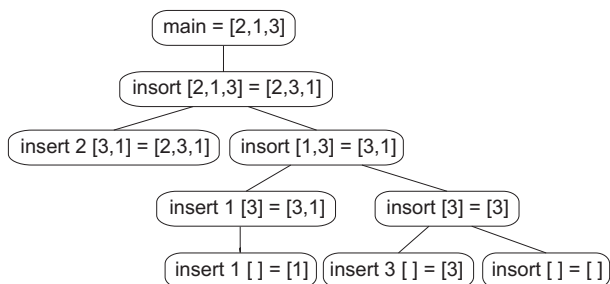 main = [2,1,3]
insort [2,1,3] = [2,3,1]
insert 2 [3,1] = [2,3,1]
insort [1,3] = [3,1]
insert 1 [3] = [3,1]
insort [3] = [3]
insert 1 [ ] = [1]
insert 3 [ ] = [3]
insort [ ] = [ ]